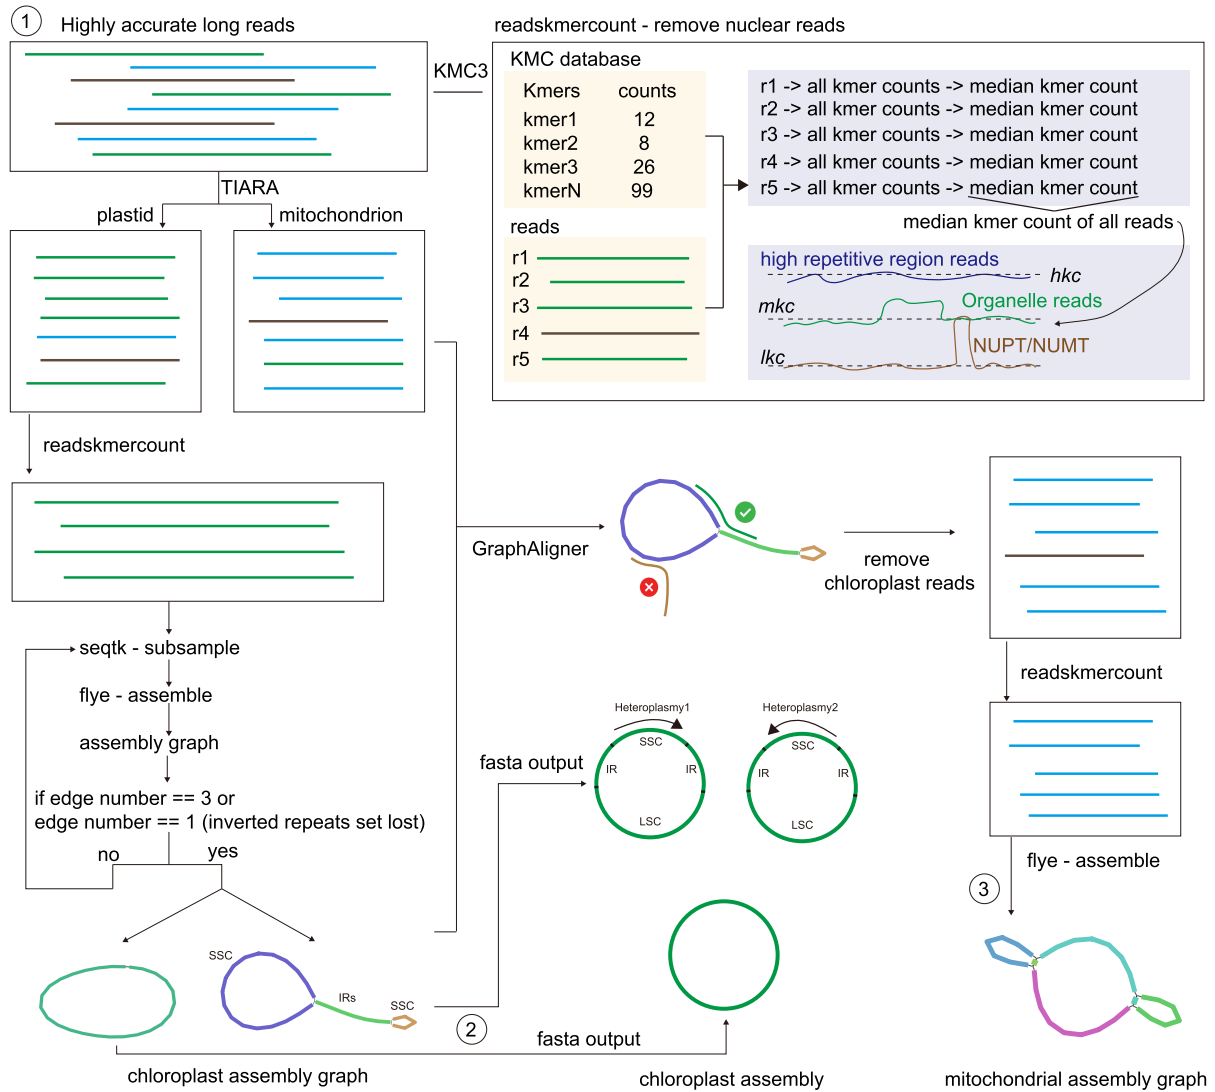 1
Highly accurate long reads
readskmercount - remove nuclear reads
KMC3
KMC database
Kmers counts
kmer1 12
kmer2 8
kmer3 26
kmerN 99
reads
r1
r2
r3
r4
r5
r1 -> all kmer counts -> median kmer count
r2 -> all kmer counts -> median kmer count
r3 -> all kmer counts -> median kmer count
r4 -> all kmer counts -> median kmer count
r5 -> all kmer counts -> median kmer count
median kmer count of all reads
high repetitive region reads
hkc
mkc
Organelle reads
NUPT/NUMT
lkc
TIARA
plastid
mitochondrion
readskmercount
seqtk - subsample
flye - assemble
assembly graph
if edge number == 3 or
edge number == 1 (inverted repeats set lost)
no
yes
SSC
IRs
SSC
chloroplast assembly graph
2
GraphAligner
remove
chloroplast reads
readskmercount
fasta output
Heteroplasmy1
SSC
IR
IR
LSC
Heteroplasmy2
SSC
IR
IR
LSC
fasta output
chloroplast assembly
flye - assemble
3
mitochondrial assembly graph